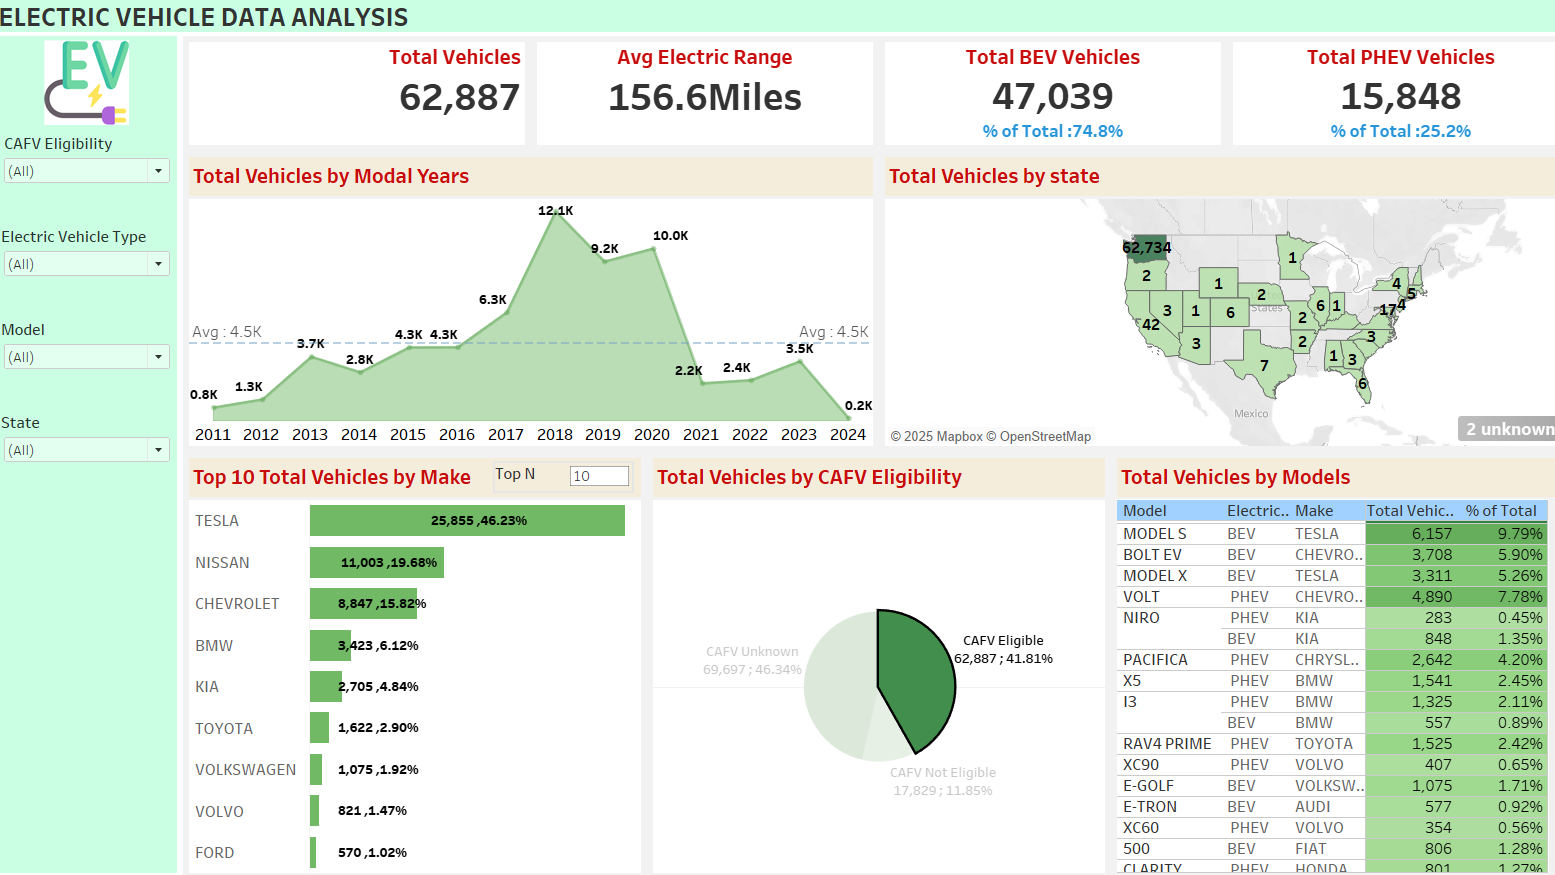 ELECTRIC VEHICLE DATA ANALYSIS
EV
CAFV Eligibility
(All)
Electric Vehicle Type
(All)
Model
(All)
State
(All)
Total Vehicles
62,887
Avg Electric Range
156.6Miles
Total BEV Vehicles
47,039
% of Total :74.8%
Total PHEV Vehicles
15,848
% of Total :25.2%
Total Vehicles by Modal Years
12.1K
10.0K
9.2K
6.3K
Avg : 4.5K
Avg : 4.5K
3.7K
4.3K 4.3K
3.5K
2.8K
2.2K
2.4K
0.8K
1.3K
0.2K
2011 2012 2013 2014 2015 2016 2017 2018 2019 2020 2021 2022 2023 2024
Total Vehicles by state
62,734
1
2
1
4
5
2
3
1
6
6
1
17
4
42
2
States
3
2
3
7
1
3
6
Mexico
2 unknown
© 2025 Mapbox © OpenStreetMap
Top 10 Total Vehicles by Make
Top N
10
TESLA 25,855 ,46.23%
NISSAN 11,003 ,19.68%
CHEVROLET 8,847 ,15.82%
BMW 3,423 ,6.12%
KIA 2,705 ,4.84%
TOYOTA 1,622 ,2.90%
VOLKSWAGEN 1,075 ,1.92%
VOLVO 821 ,1.47%
FORD 570 ,1.02%
Total Vehicles by CAFV Eligibility
CAFV Eligible
62,887 ; 41.81%
CAFV Unknown
69,697 ; 46.34%
CAFV Not Eligible
17,829 ; 11.85%
Total Vehicles by Models
Model Electric.. Make Total Vehic.. % of Total
MODEL S BEV TESLA 6,157 9.79%
BOLT EV BEV CHEVRO.. 3,708 5.90%
MODEL X BEV TESLA 3,311 5.26%
VOLT PHEV CHEVRO.. 4,890 7.78%
NIRO PHEV KIA 283 0.45%
BEV KIA 848 1.35%
PACIFICA PHEV CHRYSL.. 2,642 4.20%
X5 PHEV BMW 1,541 2.45%
I3 PHEV BMW 1,325 2.11%
BEV BMW 557 0.89%
RAV4 PRIME PHEV TOYOTA 1,525 2.42%
XC90 PHEV VOLVO 407 0.65%
E-GOLF BEV VOLKSW.. 1,075 1.71%
E-TRON BEV AUDI 577 0.92%
XC60 PHEV VOLVO 354 0.56%
500 BEV FIAT 806 1.28%
CLARITY PHEV HONDA 801 1.27%